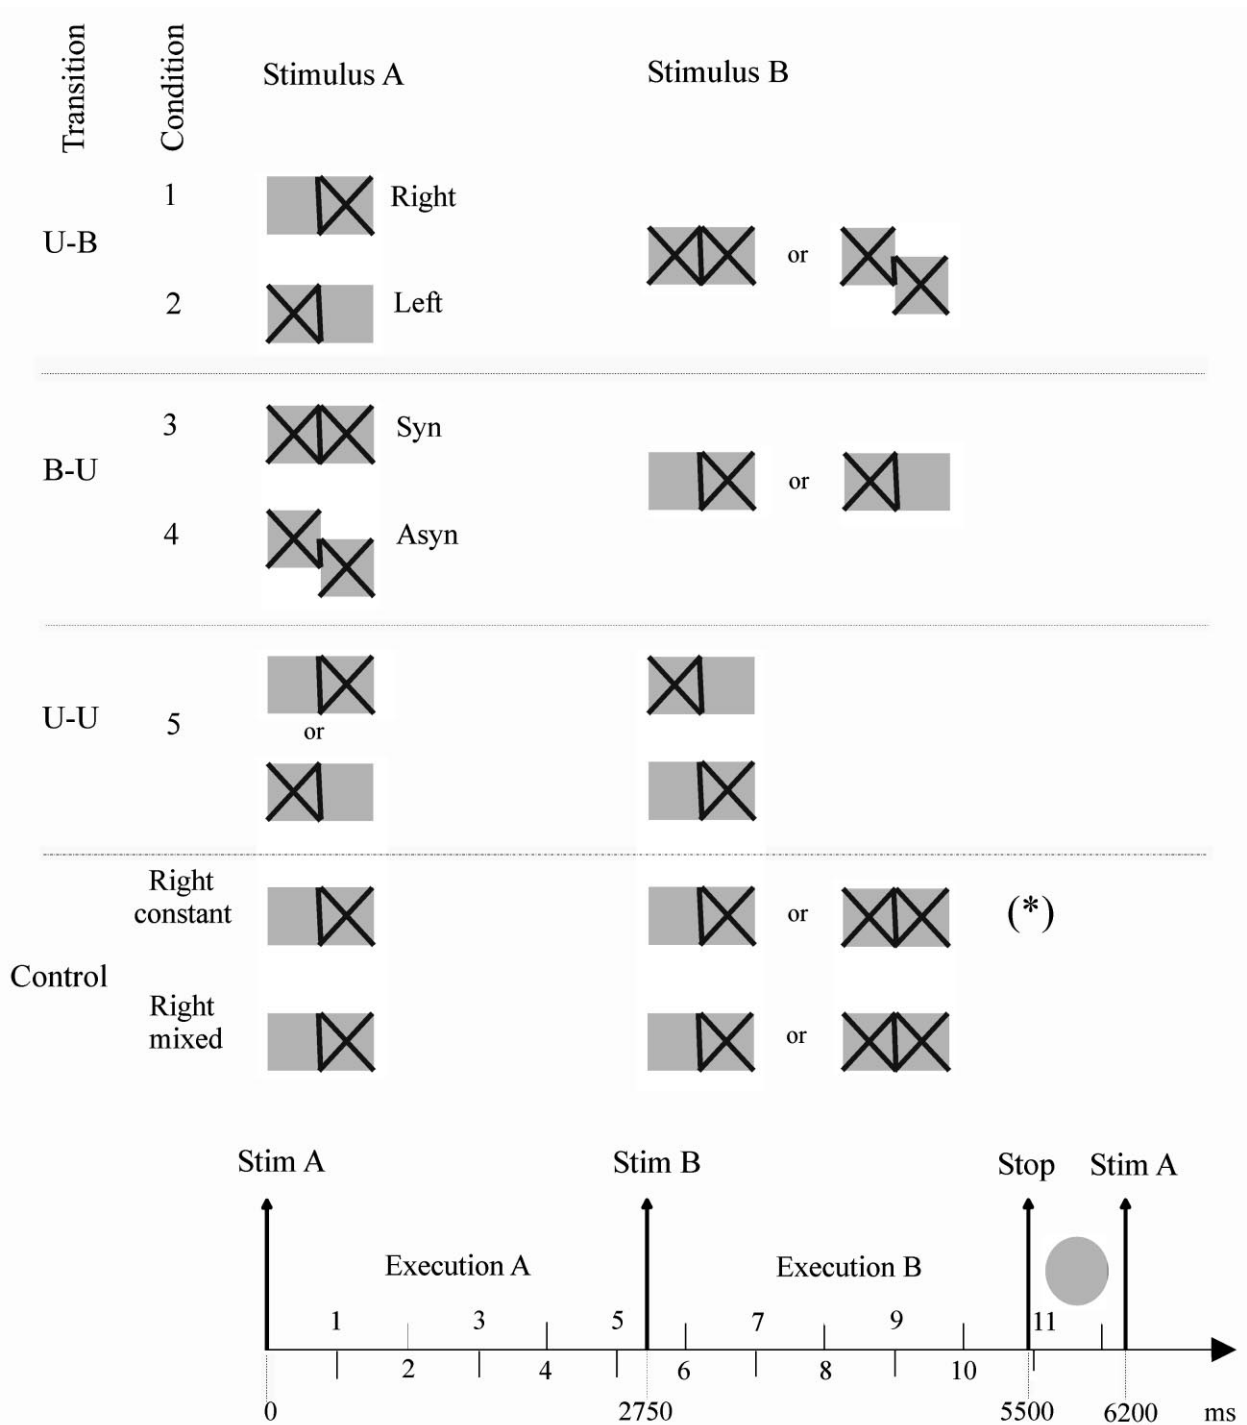 Transition
Condition
Stimulus A
Stimulus B
1
Right
U-B
or
2
Left
3
Syn
B-U
or
4
Asyn
U-U
5
or
Right
constant
or
(*)
Control
Right
mixed
or
Stim A
Stim B
Stop
Stim A
Execution A
Execution B
1
3
5
7
9
11
2
4
6
8
10
0
2750
5500
6200
ms